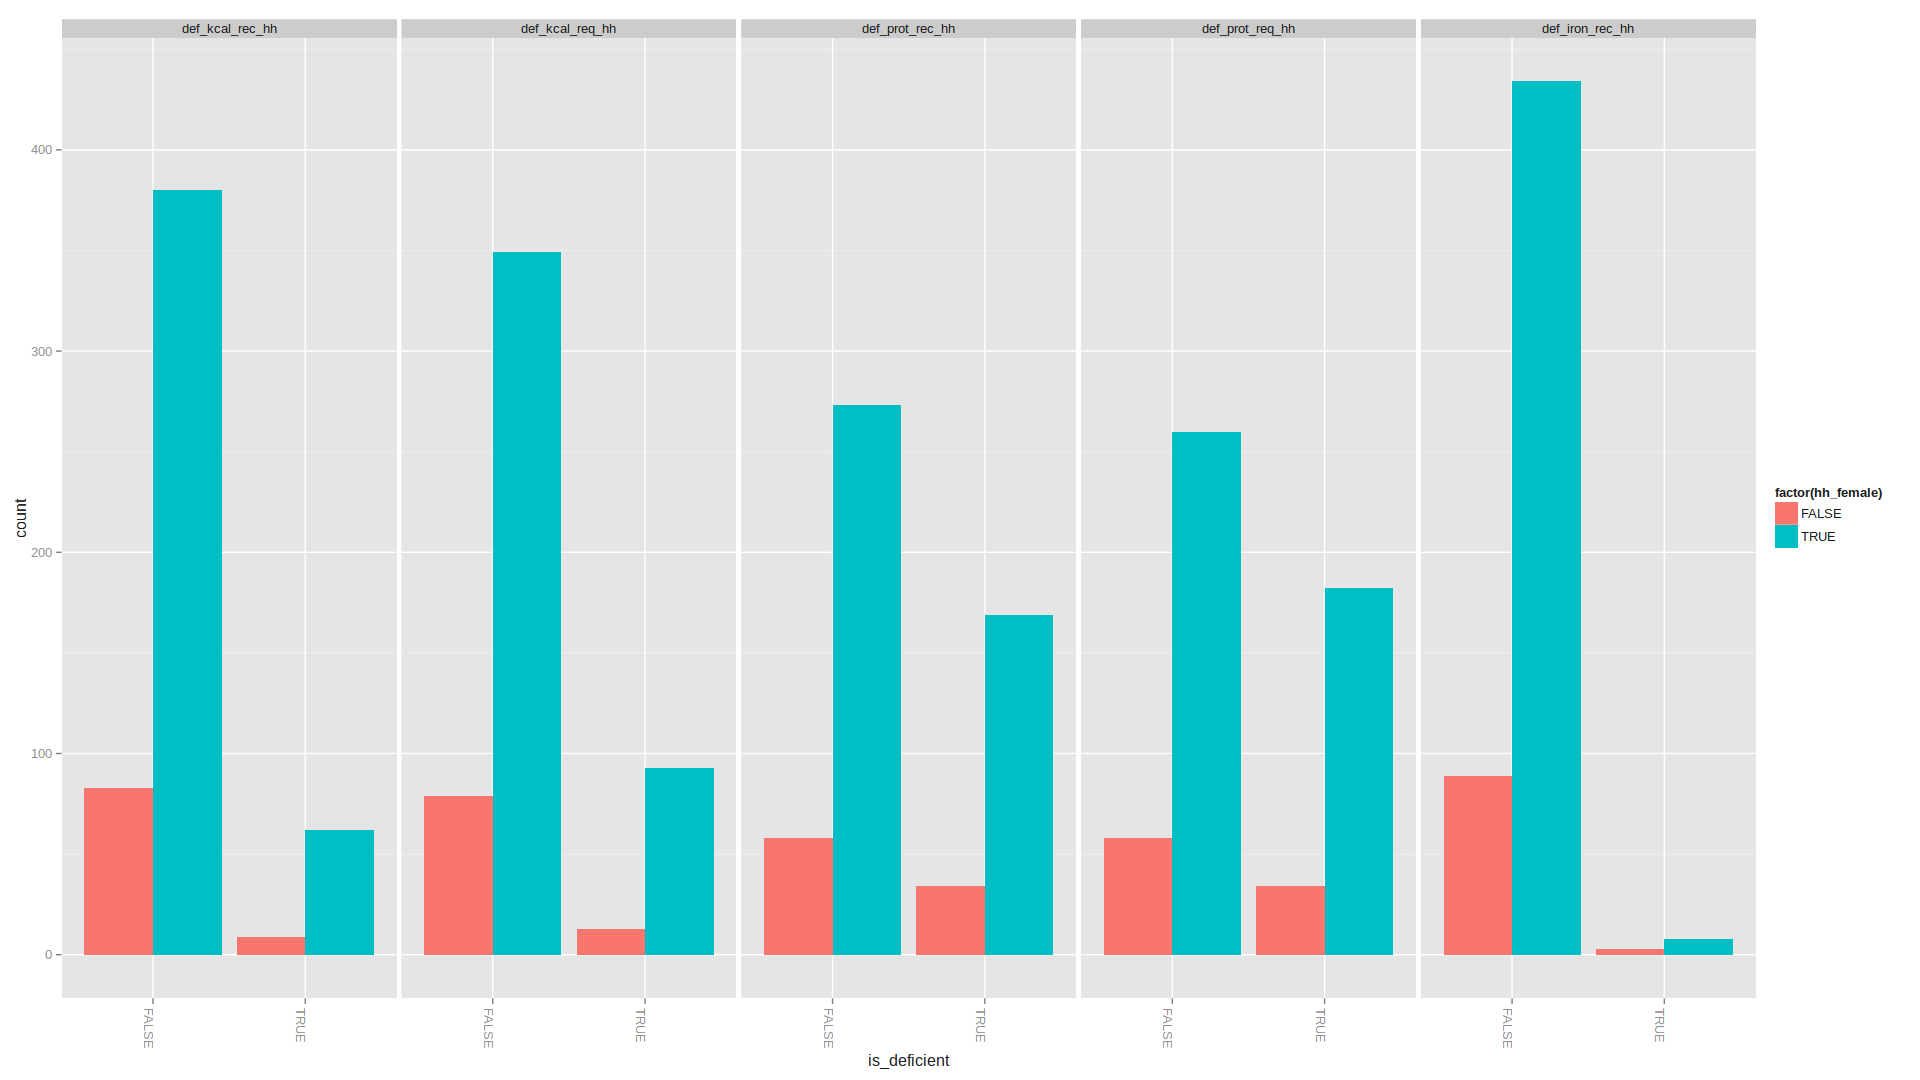 def_kcal_rec_hh
def_kcal_req_hh
def_prot_rec_hh
def_prot_req_hh
def_iron_rec_hh
400
300
200
100
0
count
FALSE
TRUE
FALSE
TRUE
FALSE
TRUE
FALSE
TRUE
FALSE
TRUE
is_deficient
factor(hh_female)
FALSE
TRUE